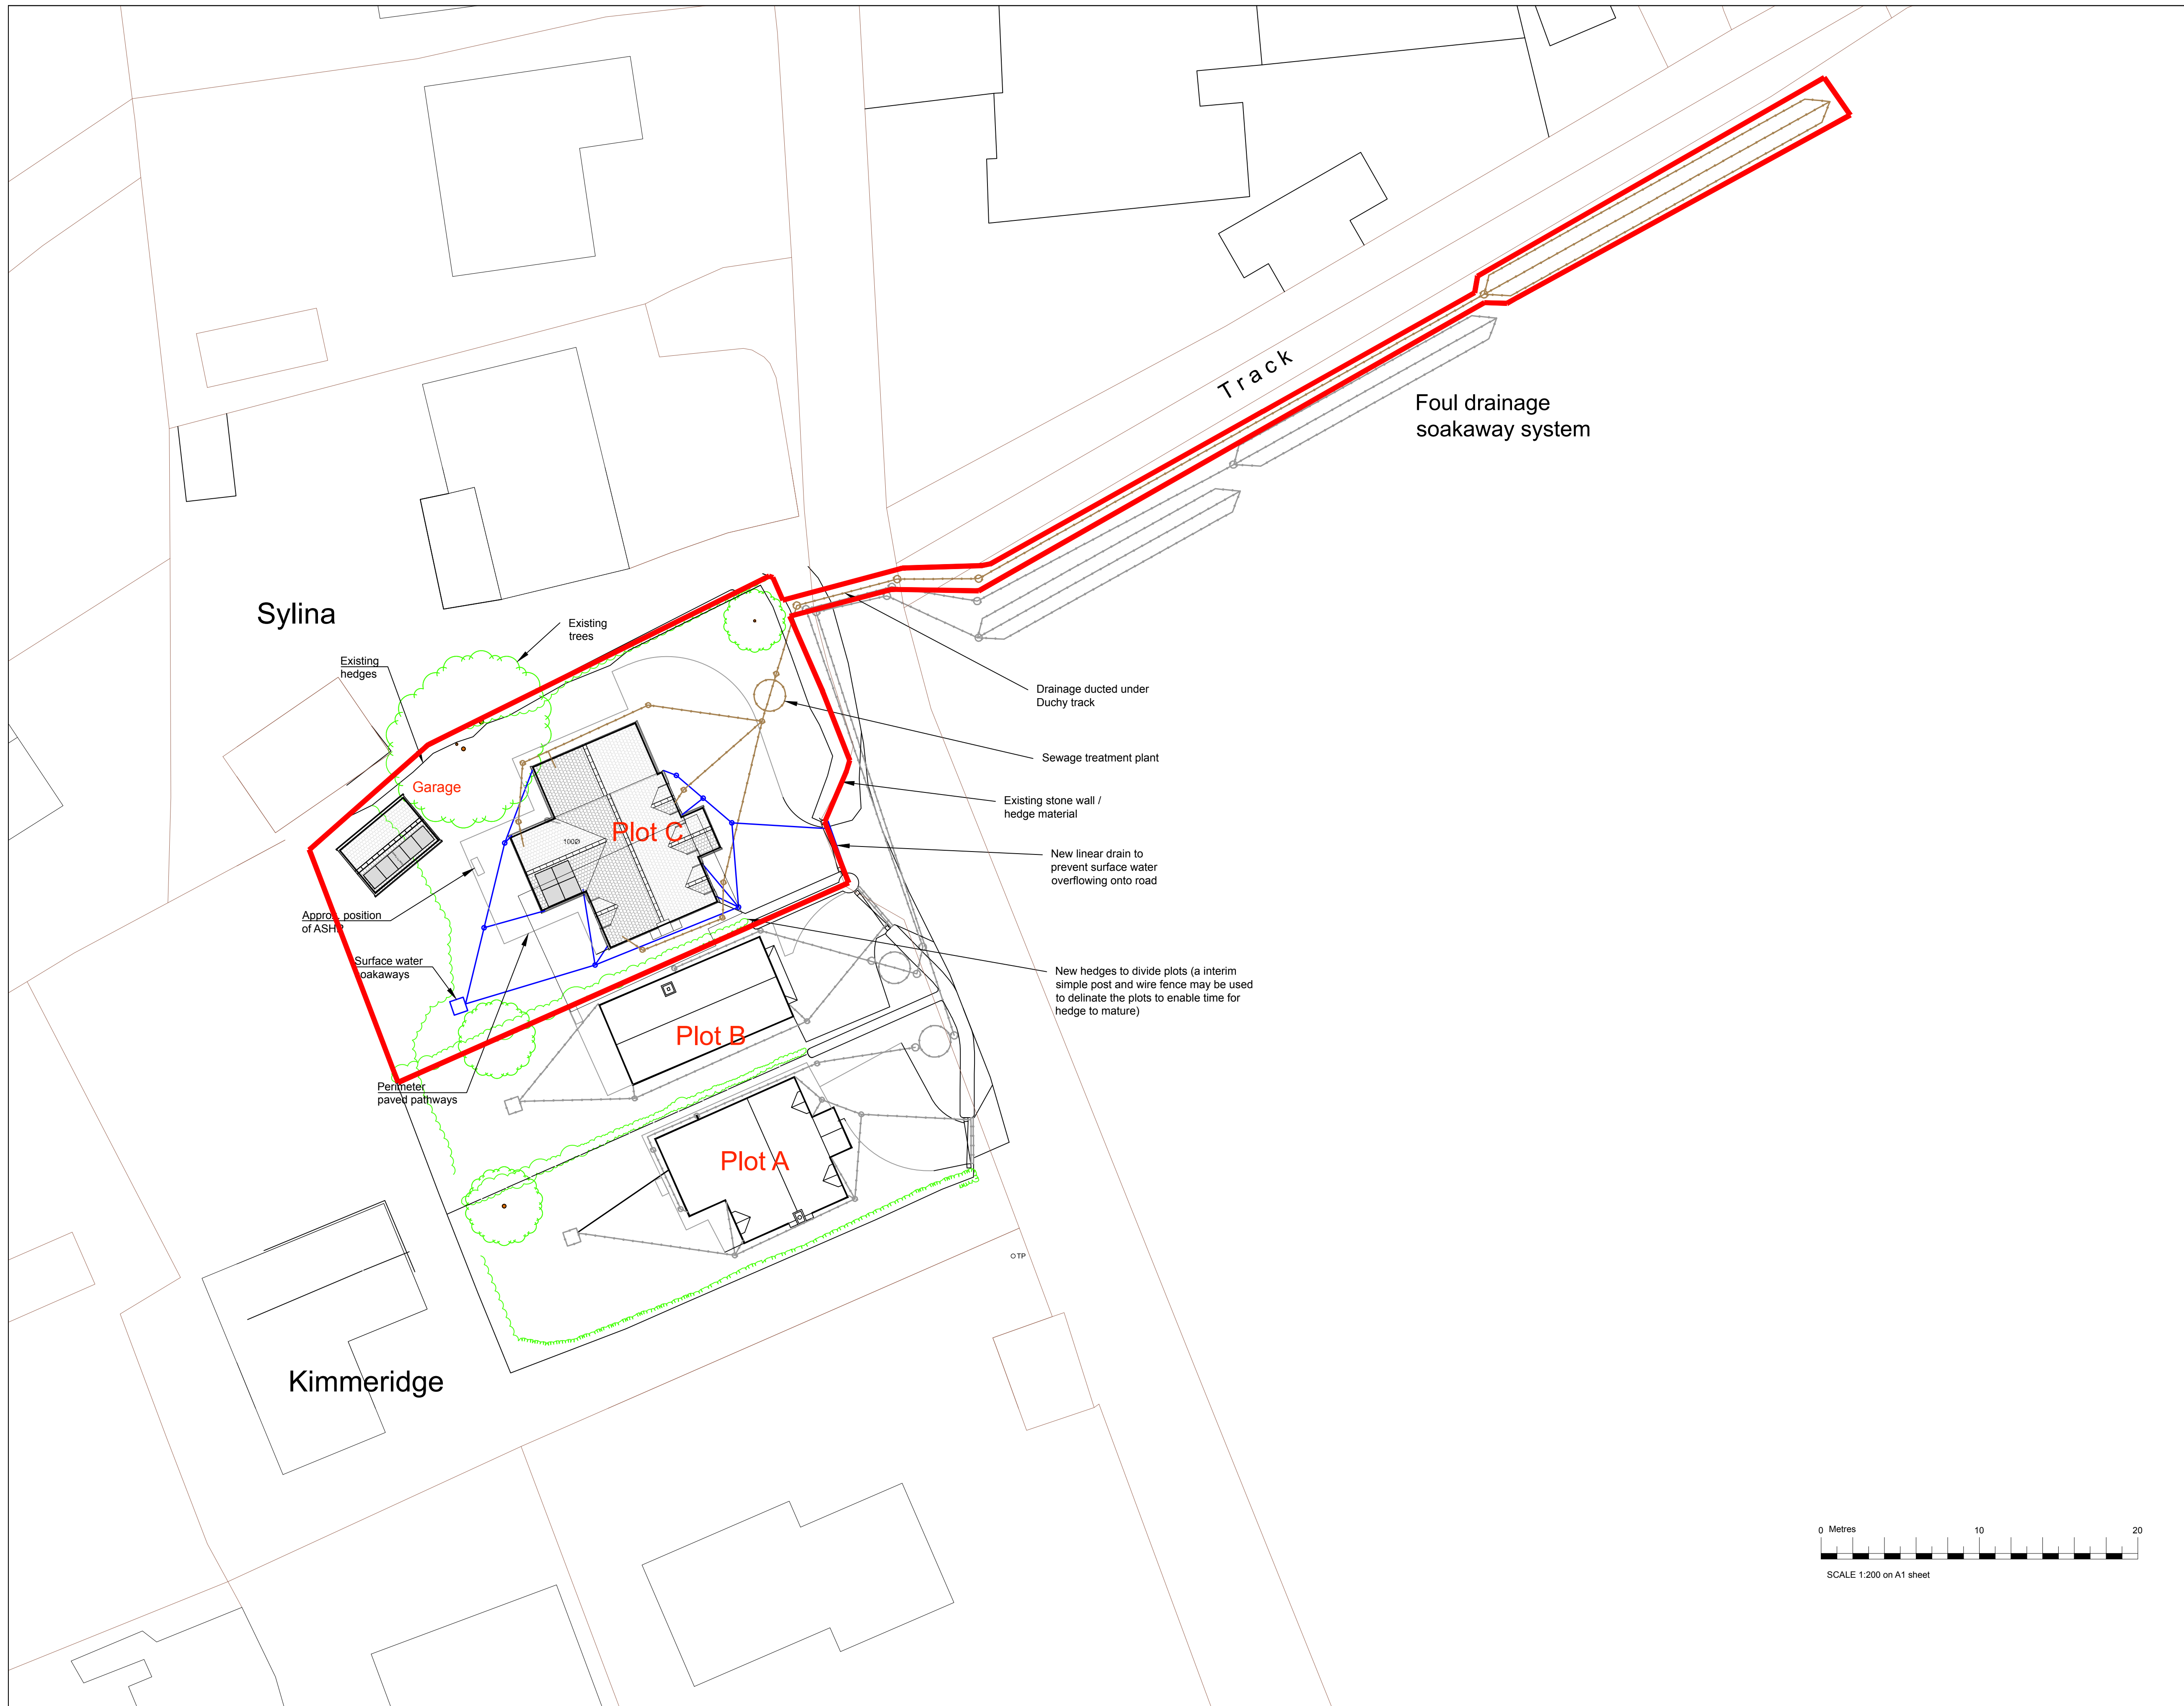 Track
Foul drainage
soakaway system
Sylina
Existing
trees
Existing
hedges
Drainage ducted under
Duchy track
Sewage treatment plant
Garage
Existing stone wall /
hedge material
Plot C
100Ø
New linear drain to
prevent surface water
overflowing onto road
Approx. position
of ASHP
Surface water
soakaways
New hedges to divide plots (a interim
simple post and wire fence may be used
to delinate the plots to enable time for
hedge to mature)
Plot B
Perimeter
paved pathways
Plot A
TP
Kimmeridge
0 Metres 10 20
SCALE 1:200 on A1 sheet